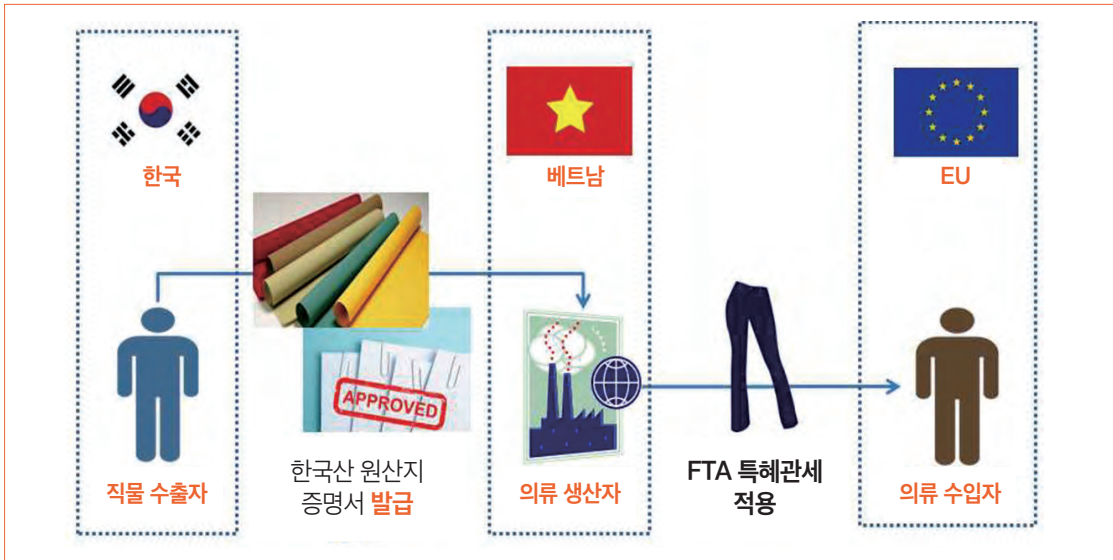 한국
베트남
EU
APPROVED
직물 수출자
한국산 원산지
증명서 발급
의류 생산자
FTA 특혜관세
적용
의류 수입자